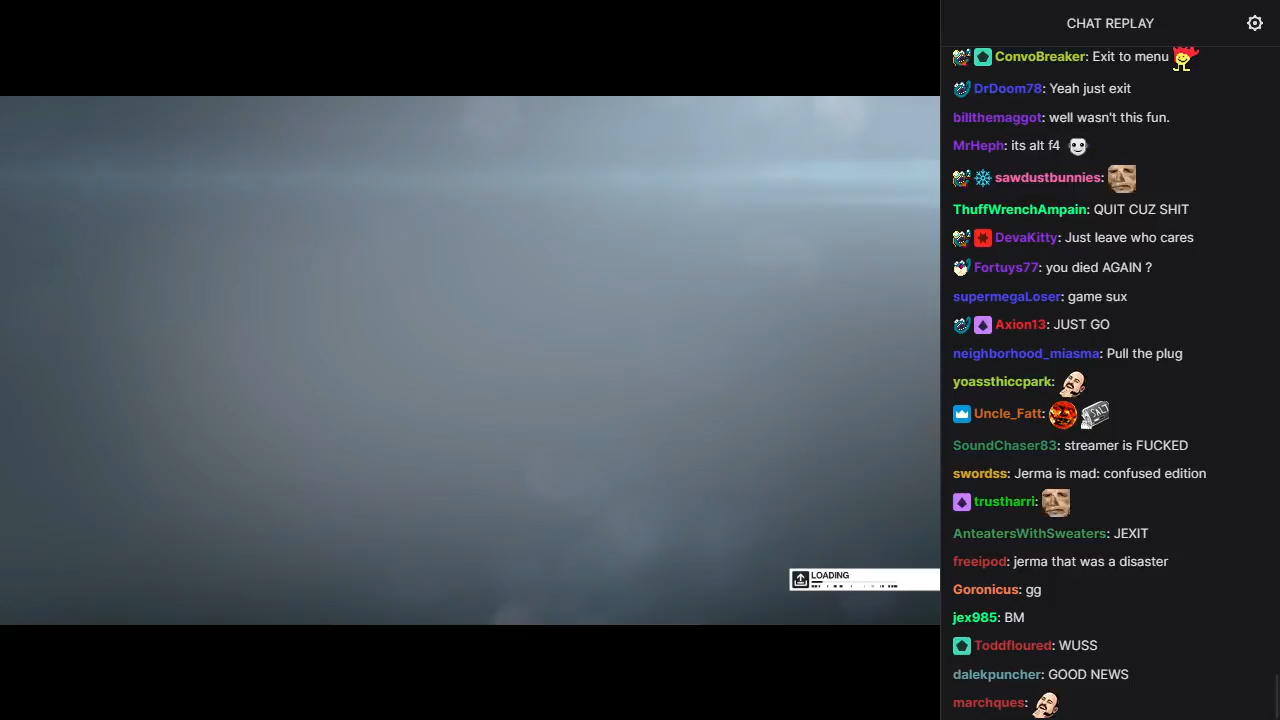 CHAT REPLAY
ConvoBreaker: Exit to menu
DrDoom78: Yeah just exit
billthemaggot: well wasn't this fun.
MrHeph: its alt f4
sawdustbunnies:
ThuffWrenchAmpain: QUIT CUZ SHIT
DevaKitty: Just leave who cares
Fortuys77: you died AGAIN ?
supermegaLoser: game sux
Axion13: JUST GO
neighborhood_miasma: Pull the plug
yoassthiccpark:
Uncle_Fatt:
SALT
SoundChaser83: streamer is FUCKED
swordss: Jerma is mad: confused edition
trustharri:
AnteatersWithSweaters: JEXIT
freeipod: jerma that was a disaster
Goronicus: gg
jex985: BM
Toddfloured: WUSS
dalekpuncher: GOOD NEWS
marchques:
LOADING